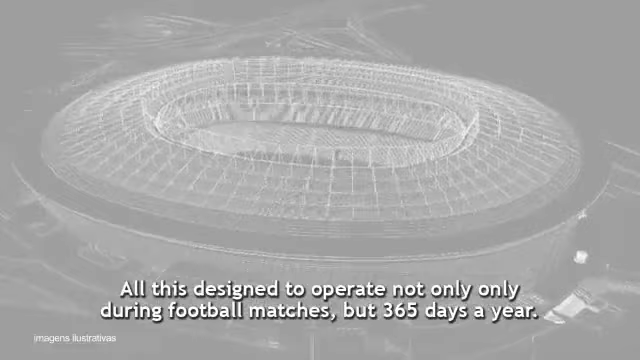 All this designed to operate not only only
during football matches, but 365 days a year.
imagens ilustrativas